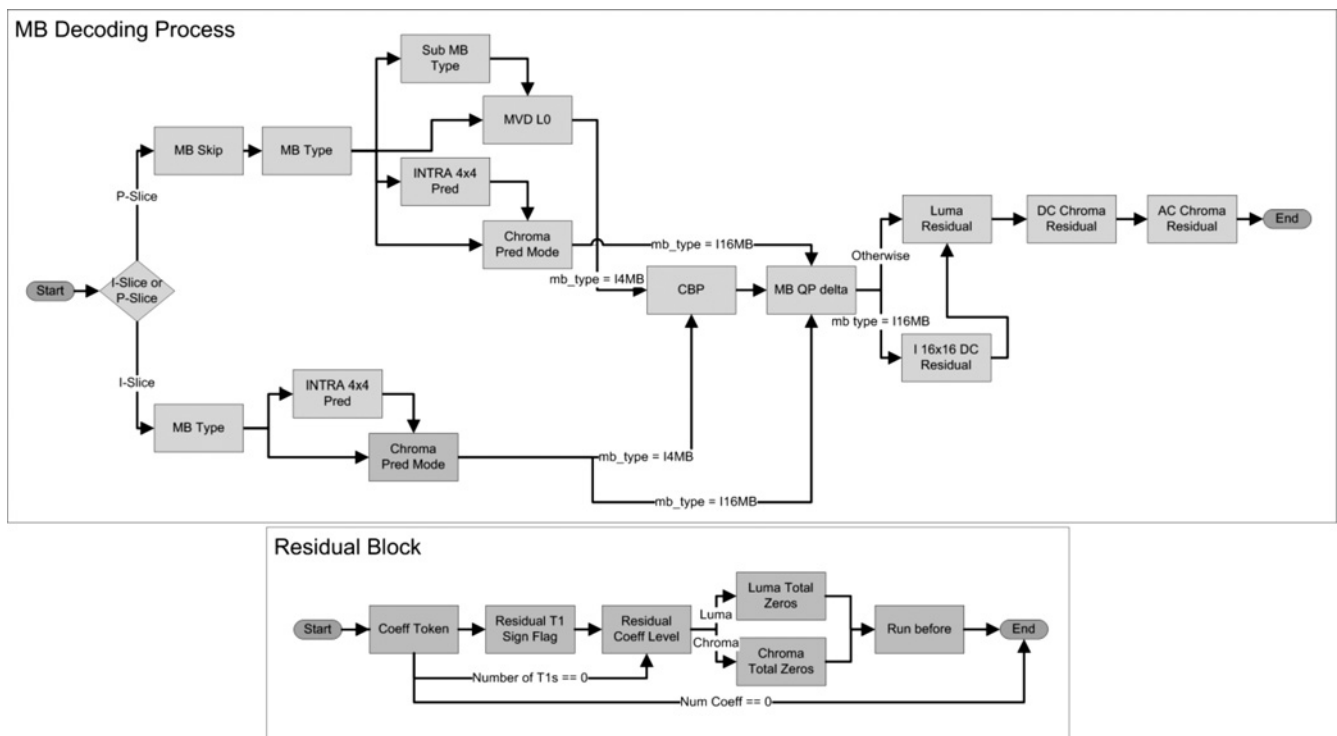 MB Decoding Process
Sub MB
Type
MVD L0
MB Skip
MB Type
INTRA 4x4
Pred
Chroma
Pred Mode
P-Slice
Start
I-Slice or
P-Slice
I-Slice
mb_type = I16MB
mb_type = I4MB
CBP
MB QP delta
Otherwise
mb type = I16MB
Luma
Residual
DC Chroma
Residual
AC Chroma
Residual
End
I 16x16 DC
Residual
MB Type
INTRA 4x4
Pred
Chroma
Pred Mode
mb_type = I4MB
mb_type = I16MB
Residual Block
Start
Coeff Token
Residual T1
Sign Flag
Residual
Coeff Level
Luma
Chroma
Luma Total
Zeros
Chroma
Total Zeros
Run before
End
Number of T1s == 0
Num Coeff == 0